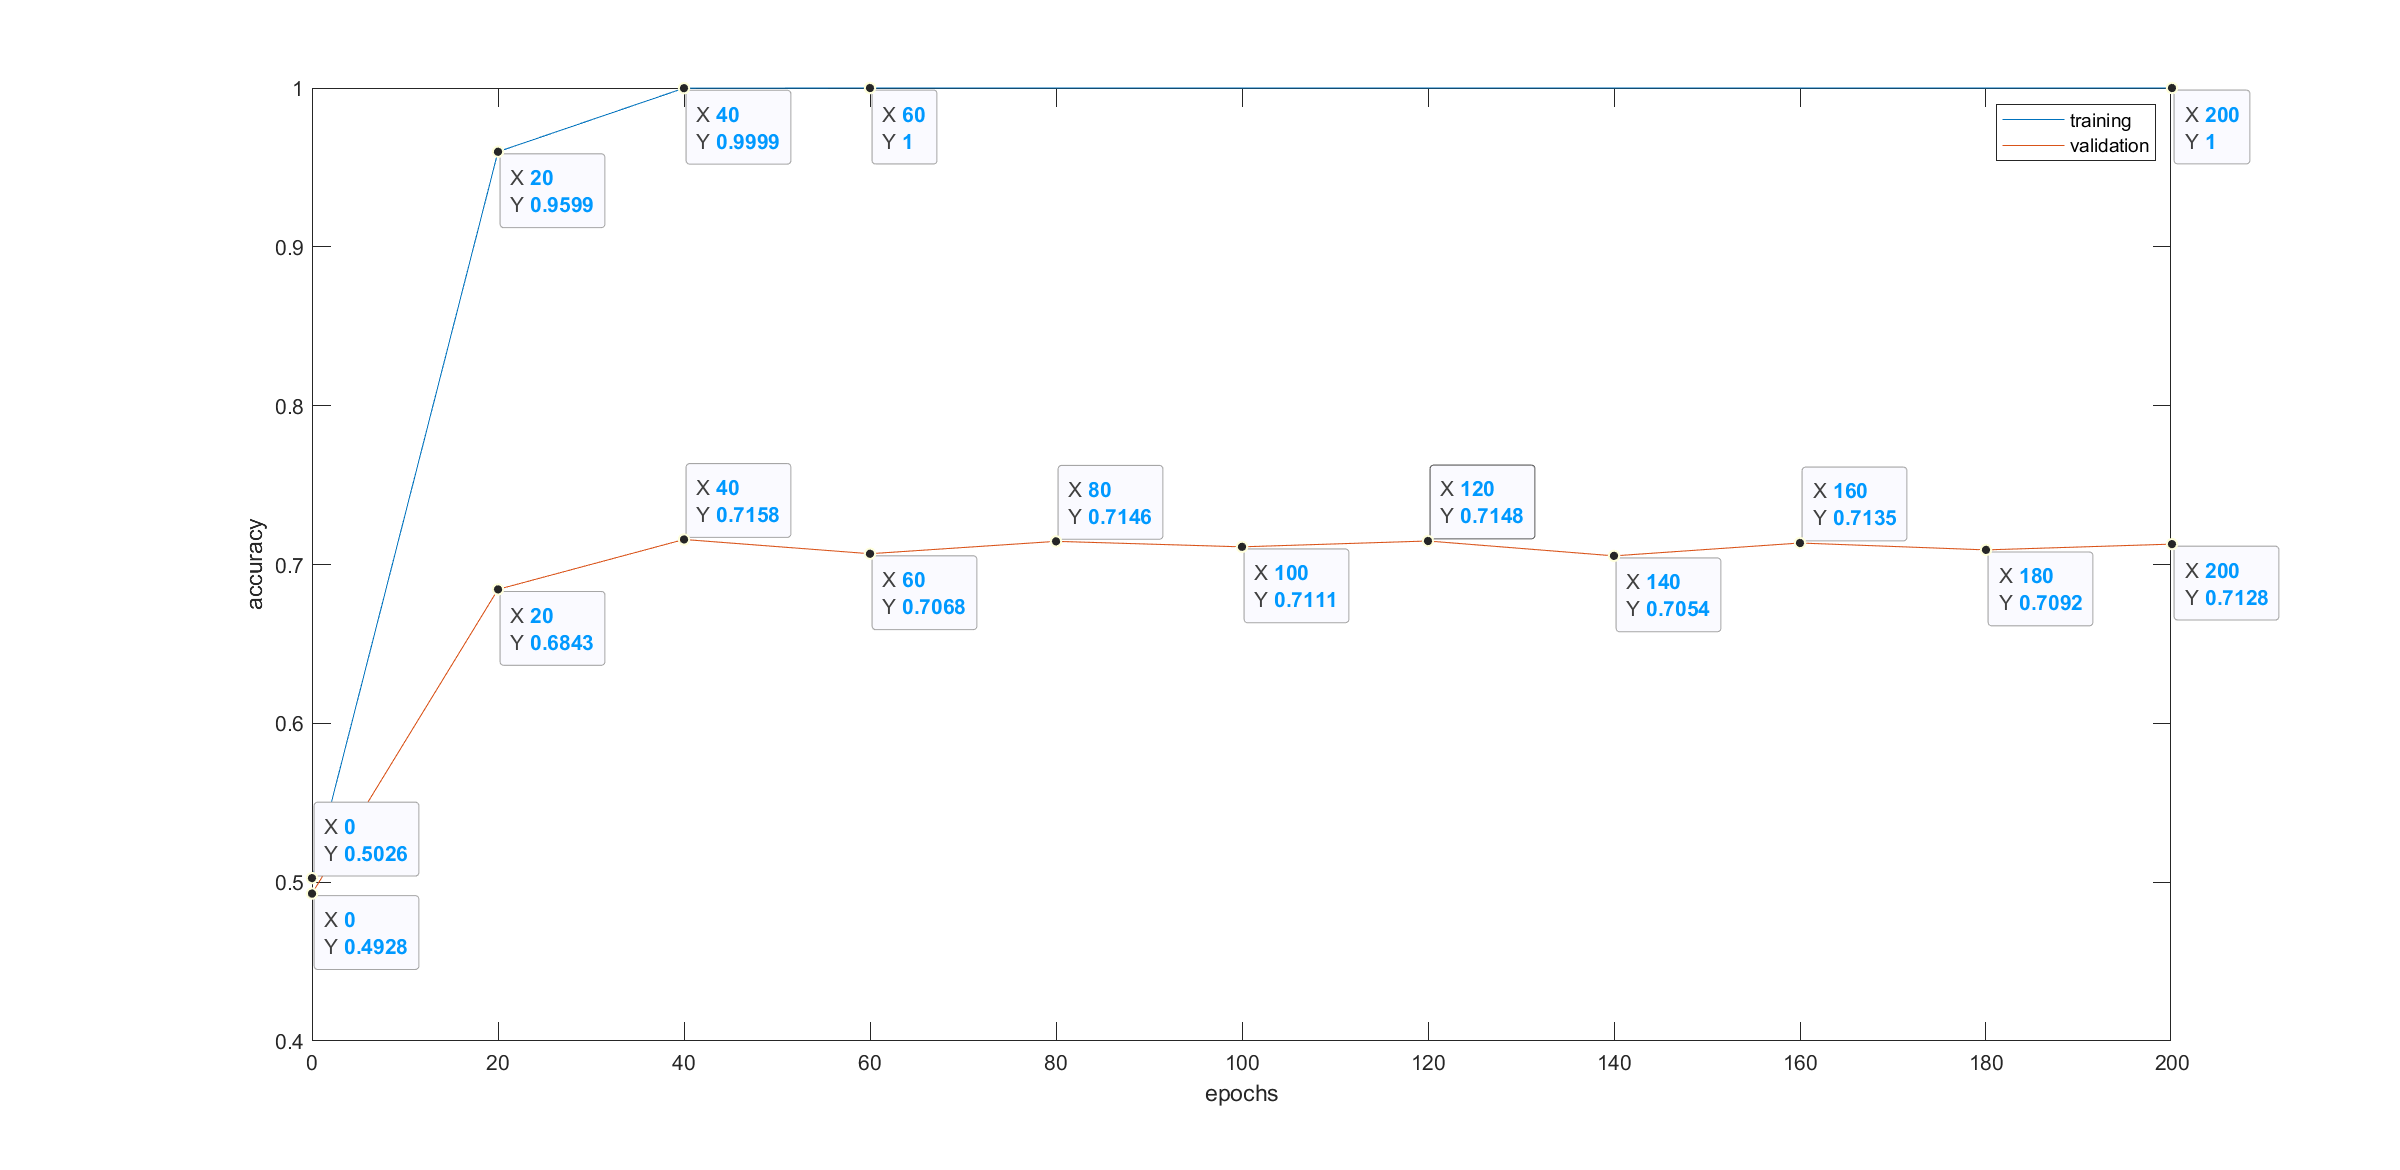 1
0.9
0.8
0.7
0.6
0.5
0.4
accuracy
X 40
Y 0.9999
X 60
Y 1
X 200
Y 1
training
validation
X 20
Y 0.9599
X 40
Y 0.7158
X 80
Y 0.7146
X 120
Y 0.7148
X 160
Y 0.7135
X 20
Y 0.6843
X 60
Y 0.7068
X 100
Y 0.7111
X 140
Y 0.7054
X 180
Y 0.7092
X 200
Y 0.7128
X 0
Y 0.5026
X 0
Y 0.4928
0 20 40 60 80 100 120 140 160 180 200
epochs